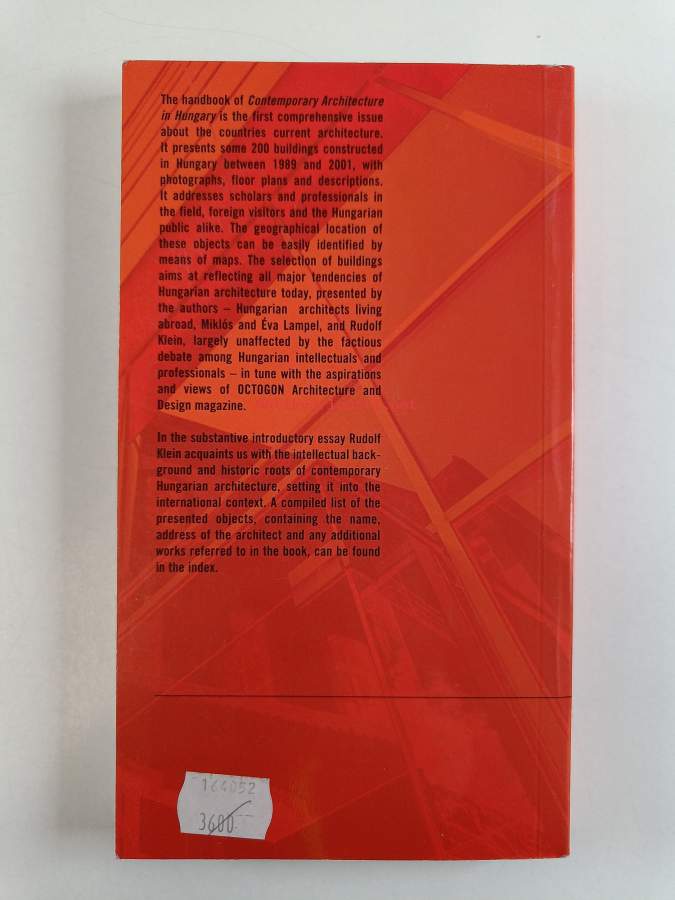 The handbook of Contemporary Architecture
in Hungary is the first comprehensive issue
about the countries current architecture.
It presents some 200 buildings constructed
in Hungary between 1989 and 2001, with
photographs, floor plans and descriptions.
It addresses scholars and professionals in
the field, foreign visitors and the Hungarian
public alike. The geographical location of
these objects can be easily identified by
means of maps. The selection of buildings
aims at reflecting all major tendencies of
Hungarian architecture today, presented by
the authors – Hungarian architects living
abroad, Miklós and Éva Lampel, and Rudolf
Klein, largely unaffected by the factious
debate among Hungarian intellectuals and
professionals – in tune with the aspirations
and views of OCTOGON Architecture and
Design magazine.
In the substantive introductory essay Rudolf
Klein acquaints us with the intellectual back-
ground and historic roots of contemporary
Hungarian architecture, setting it into the
international context. A compiled list of the
presented objects, containing the name,
address of the architect and any additional
works referred to in the book, can be found
in the index.
164052
3600